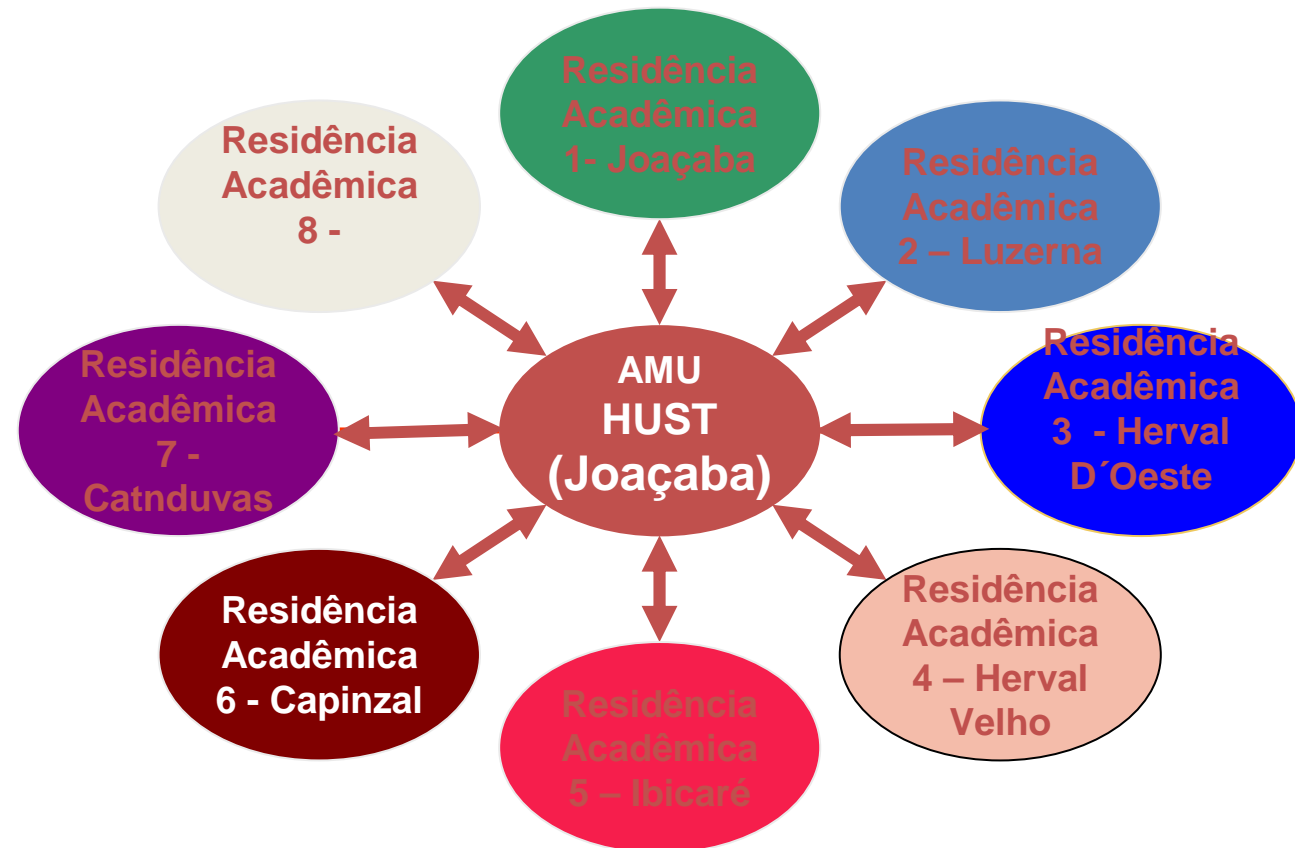 Residência
Acadêmica
1- Joaçaba
Residência
Acadêmica
2 – Luzerna
Residência
Acadêmica
3  - Herval
D´Oeste
Residência
Acadêmica
4 – Herval
Velho
Residência
Acadêmica
5 – Ibicaré
Residência
Acadêmica
6 - Capinzal
Residência
Acadêmica
7 -
Catnduvas
Residência
Acadêmica
8 -
AMU
HUST
(Joaçaba)